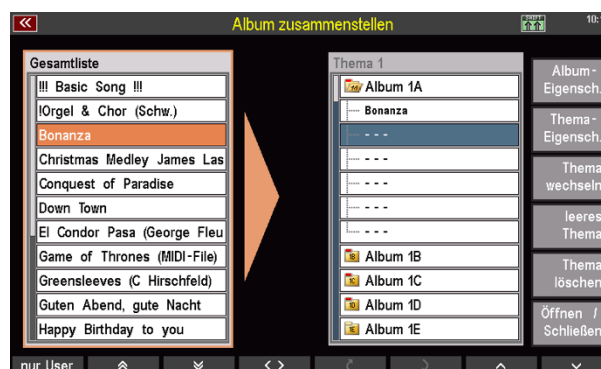 Album zusammenstellen
SHIFT
10:
Gesamtliste
!!! Basic Song !!!
!Orgel & Chor (Schw.)
Bonanza
Christmas Medley James Las
Conquest of Paradise
Down Town
El Condor Pasa (George Fleu
Game of Thrones (MIDI-File)
Greensleeves (C Hirschfeld)
Guten Abend, gute Nacht
Happy Birthday to you
Thema 1
Album 1A
Bonanza
- - -
- - -
- - -
- - -
- - -
- - -
Album 1B
Album 1C
Album 1D
Album 1E
Album-
Eigensch.
Thema-
Eigensch.
Thema
wechseln
leeres
Thema
Thema
löschen
Öffnen /
Schließen
nur User